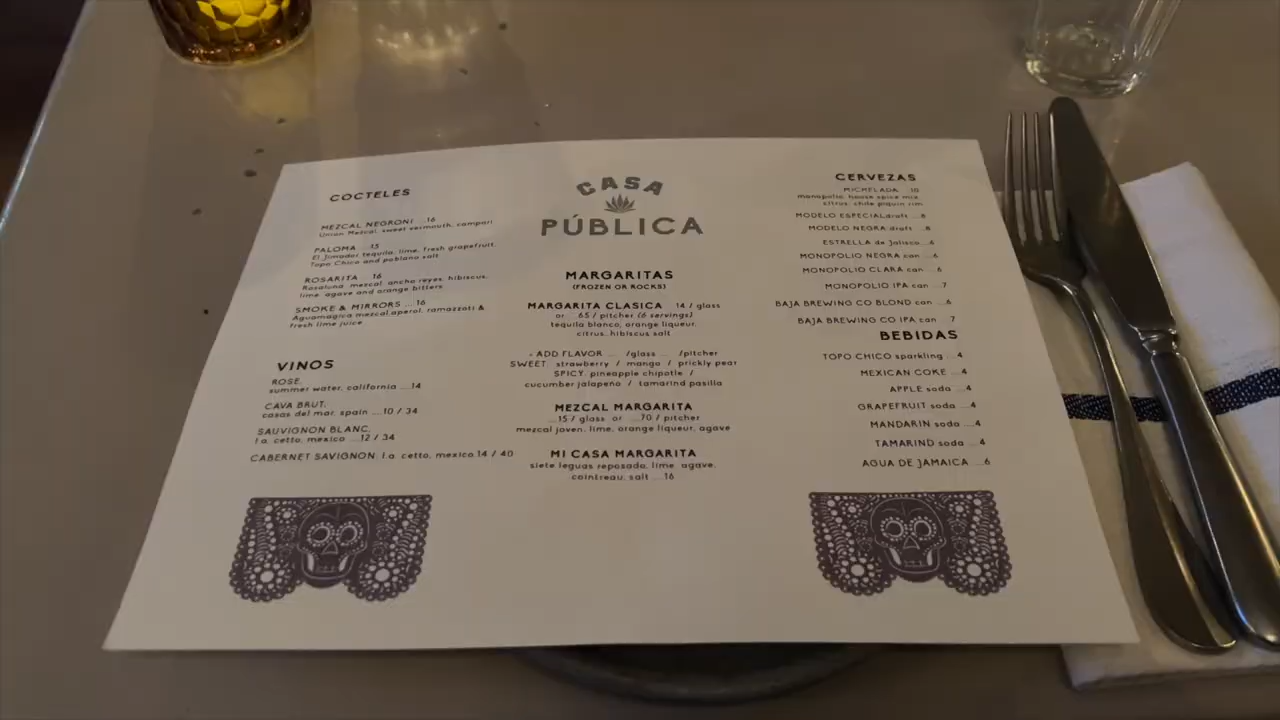 COCTELES
MEZCAL NEGRONI ...16
Union Mezcal, sweet vermouth, campari
PALOMA ...15
El Jimador tequila, lime, fresh grapefruit,
Topo Chico and poblano salt
ROSARITA ...16
Rosaluna mezcal, ancho reyes, hibiscus,
lime, agave and orange bitters
SMOKE & MIRRORS ... 16
Aguamagica mezcal, aperol, ramazzoti &
fresh lime juice
VINOS
ROSE,
summer water, california ...14
CAVA BRUT,
casas del mar, spain ...10 / 34
SAUVIGNON BLANC,
l.a. cetto, mexico ...12 / 34
CABERNET SAVIGNON: l.a. cetto, mexico 14 / 40
CASA
PÚBLICA
MARGARITAS
(FROZEN OR ROCKS)
MARGARITA CLASICA 14 / glass
or ...65 / pitcher (6 servings)
tequila blanco, orange liqueur,
citrus, hibiscus salt
+ ADD FLAVOR ... /glass ... /pitcher
SWEET: strawberry / mango / prickly pear
SPICY: pineapple chipotle /
cucumber jalapeño / tamarind pasilla
MEZCAL MARGARITA
...15 / glass or ...70 / pitcher
mezcal joven, lime, orange liqueur, agave
MI CASA MARGARITA
siete leguas reposado, lime, agave,
cointreau, salt ...16
CERVEZAS
MICHELADA ...10
monopolio, house spice mix,
citrus, chile piquin rim
MODELO ESPECIAL draft ...8
MODELO NEGRA draft ...8
ESTRELLA de Jalisco...6
MONOPOLIO NEGRA can ...6
MONOPOLIO CLARA can ...6
MONOPOLIO IPA can ...7
BAJA BREWING CO BLOND can ...6
BAJA BREWING CO IPA can ...7
BEBIDAS
TOPO CHICO sparkling ...4
MEXICAN COKE ...4
APPLE soda ...4
GRAPEFRUIT soda ...4
MANDARIN soda ...4
TAMARIND soda ...4
AGUA DE JAMAICA ...6